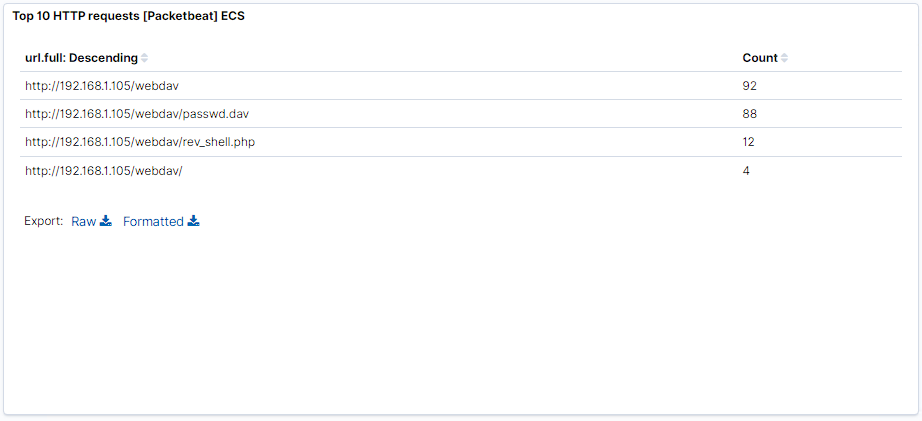 Top 10 HTTP requests [Packetbeat] ECS
url.full: Descending Count
http://192.168.1.105/webdav 92
http://192.168.1.105/webdav/passwd.dav 88
http://192.168.1.105/webdav/rev_shell.php 12
http://192.168.1.105/webdav/ 4
Export: Raw Formatted